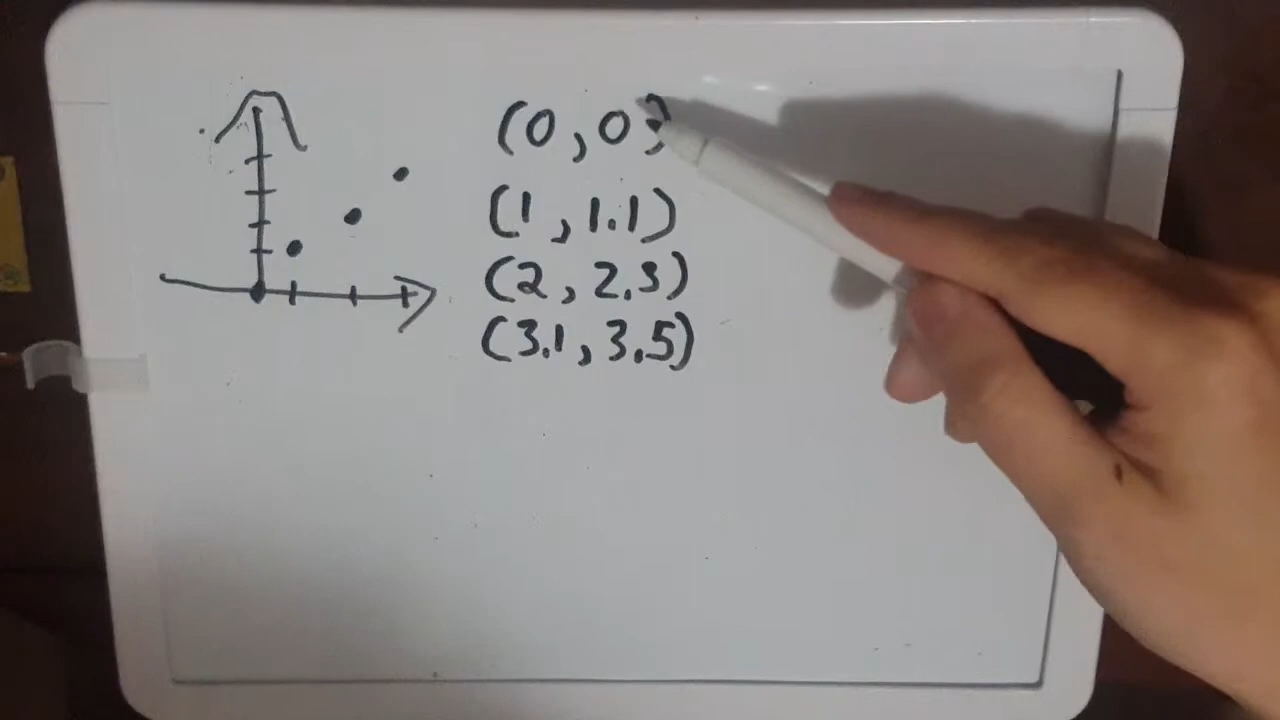 (0,0)
(1,1.1)
(2,2.3)
(3.1,3.5)